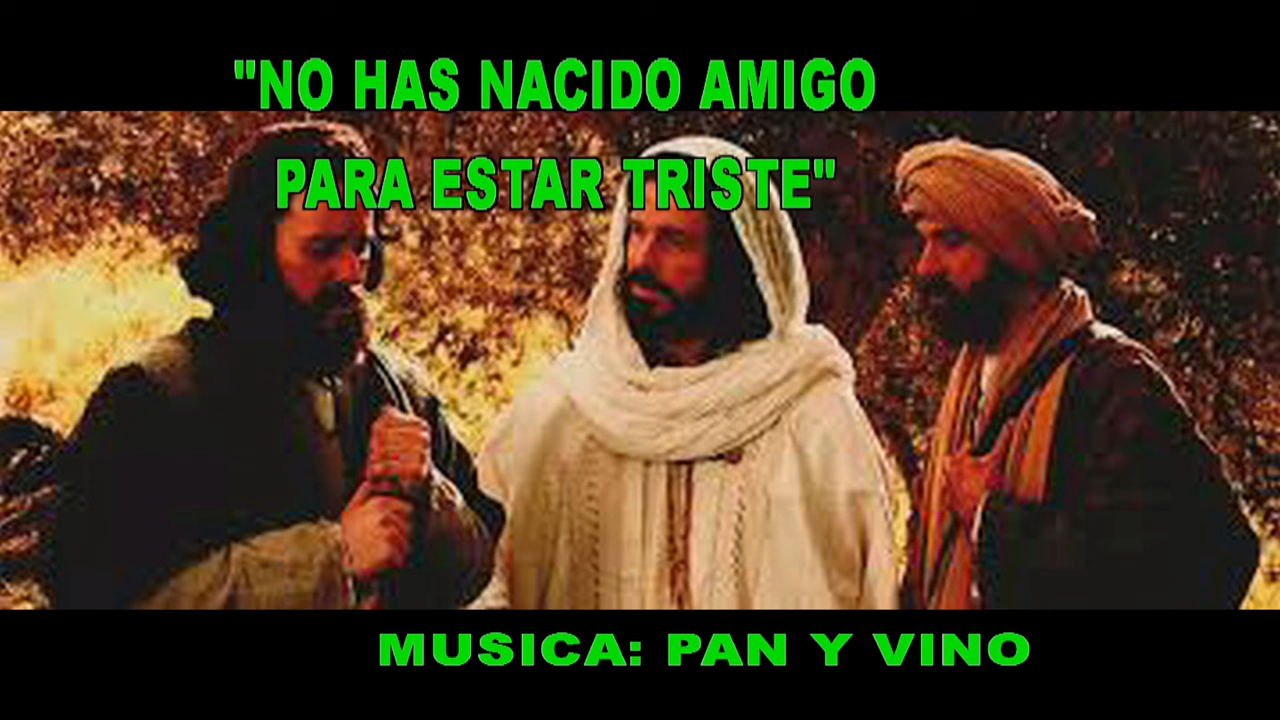 "NO HAS NACIDO AMIGO
PARA ESTAR TRISTE"
MUSICA: PAN Y VINO